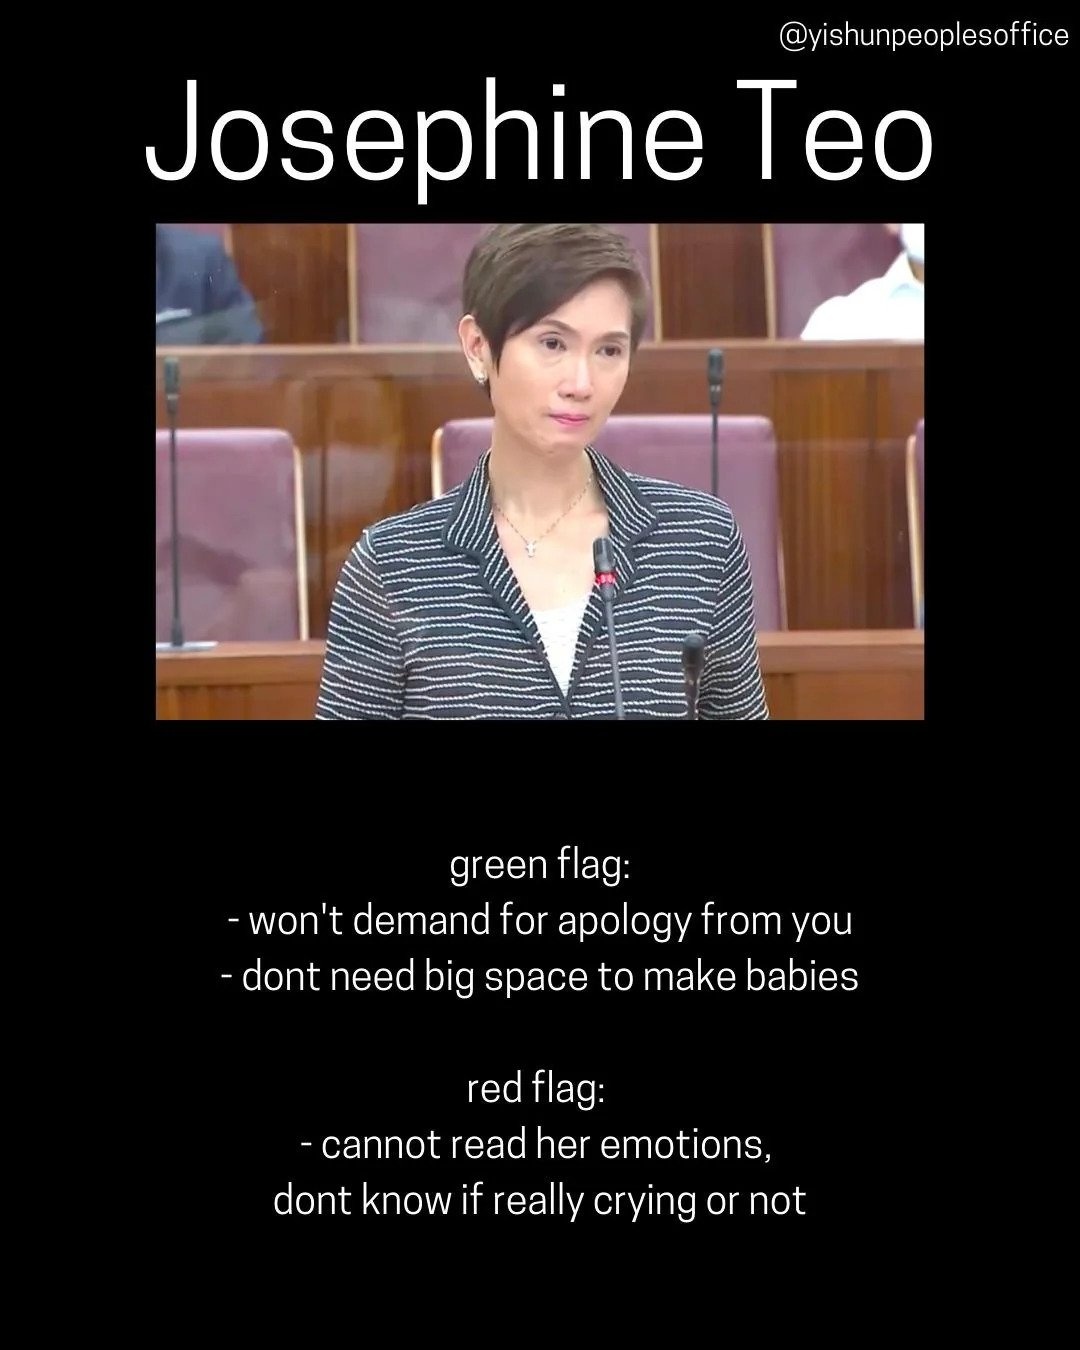 @yishunpeoplesoffice
Josephine Teo
green flag:
- won't demand for apology from you
- dont need big space to make babies
red flag:
- cannot read her emotions,
dont know if really crying or not